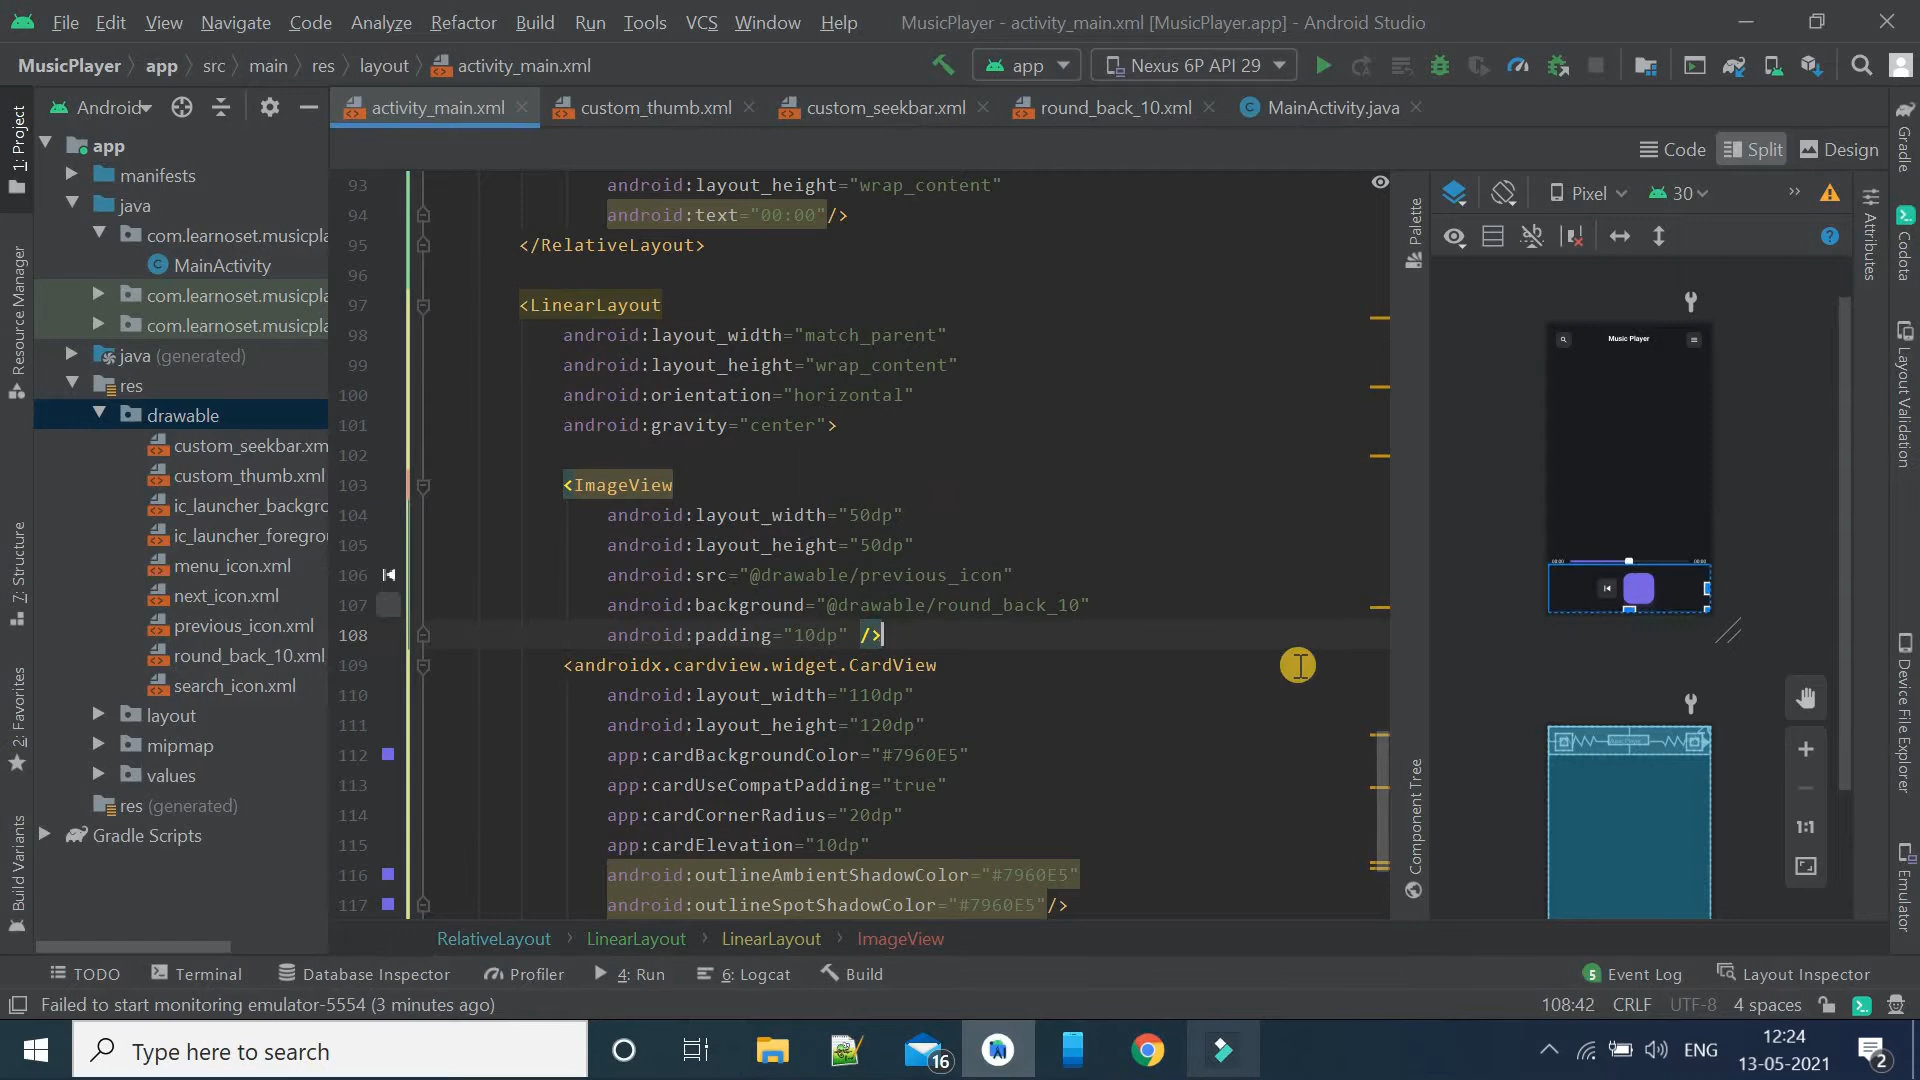 File Edit View Navigate Code Analyze Refactor Build Run Tools VCS Window Help MusicPlayer - activity_main.xml [MusicPlayer.app] - Android Studio
MusicPlayer app src main res layout activity_main.xml app Nexus 6P API 29
1: Project
Resource Manager
7: Structure
2: Favorites
Build Variants
Android
app
manifests
java
com.learnoset.musicpla
MainActivity
com.learnoset.musicpla
com.learnoset.musicpla
java (generated)
res
drawable
custom_seekbar.xm
custom_thumb.xml
ic_launcher_backgro
ic_launcher_foregrou
menu_icon.xml
next_icon.xml
previous_icon.xml
round_back_10.xml
search_icon.xml
layout
mipmap
values
res (generated)
Gradle Scripts
activity_main.xml custom_thumb.xml custom_seekbar.xml round_back_10.xml MainActivity.java
Code Split Design
93 android:layout_height="wrap_content"
94 android:text="00:00"/>
95 </RelativeLayout>
96
97 <LinearLayout
98 android:layout_width="match_parent"
99 android:layout_height="wrap_content"
100 android:orientation="horizontal"
101 android:gravity="center">
102
103 <ImageView
104 android:layout_width="50dp"
105 android:layout_height="50dp"
106 android:src="@drawable/previous_icon"
107 android:background="@drawable/round_back_10"
108 android:padding="10dp" />
109 <androidx.cardview.widget.CardView
110 android:layout_width="110dp"
111 android:layout_height="120dp"
112 app:cardBackgroundColor="#7960E5"
113 app:cardUseCompatPadding="true"
114 app:cardCornerRadius="20dp"
115 app:cardElevation="10dp"
116 android:outlineAmbientShadowColor="#7960E5"
117 android:outlineSpotShadowColor="#7960E5"/>
RelativeLayout LinearLayout LinearLayout ImageView
Palette
Component Tree
Pixel 30
Music Player
00:00 00:00
1:1
Attributes
Gradle
Codota
Layout Validation
Device File Explorer
Emulator
TODO Terminal Database Inspector Profiler 4: Run 6: Logcat Build 5 Event Log Layout Inspector
Failed to start monitoring emulator-5554 (3 minutes ago) 108:42 CRLF UTF-8 4 spaces
Type here to search 16 ENG 12:24
13-05-2021 2